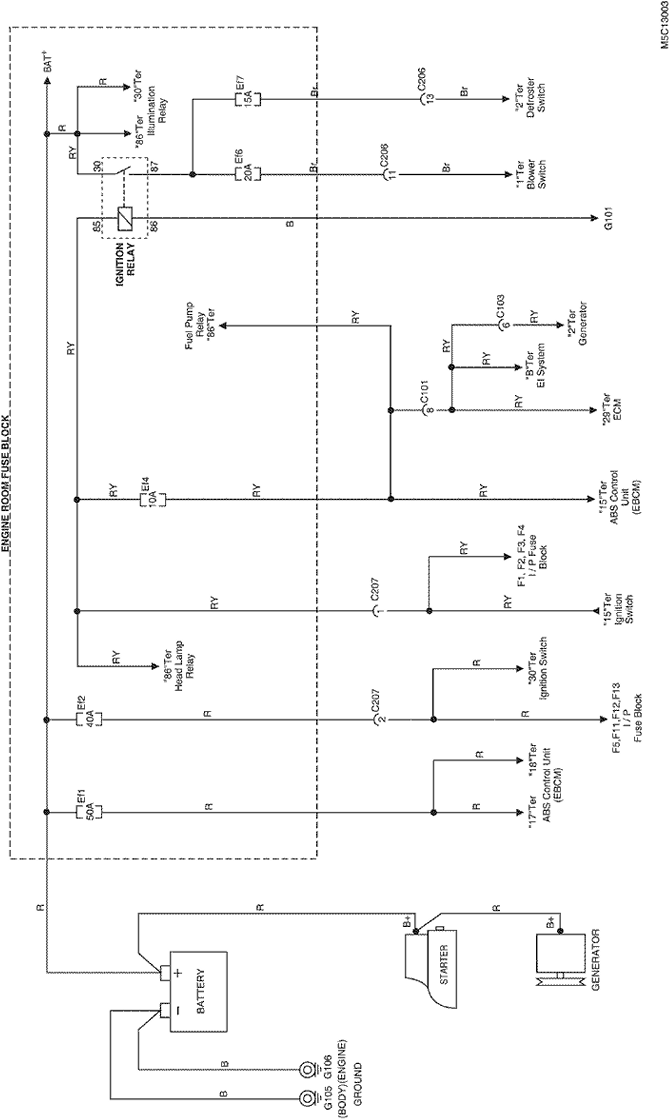 M5C13003
ENGINE ROOM FUSE BLOCK
BAT+
R
"30"Ter
Illumination
Relay
R
"86"Ter
RY
30
87
85
86
IGNITION
RELAY
Ef7
15A
Br
C206
13
Br
"2"Ter
Defroster
Switch
Ef6
20A
Br
C206
11
Br
"1"Ter
Blower
Switch
B
G101
RY
Fuel Pump
Relay
"86"Ter
RY
C103
6
RY
"2"Ter
Generator
RY
RY
"B"Ter
EI System
C101
8
RY
"29"Ter
ECM
RY
Ef4
10A
RY
RY
"15"Ter
ABS Control
Unit
(EBCM)
RY
F1, F2, F3, F4
I / P Fuse
Block
RY
C207
1
RY
"15"Ter
Ignition
Switch
RY
"86"Ter
Head Lamp
Relay
R
"30"Ter
Ignition Switch
Ef2
40A
R
C207
2
R
F5,F11,F12,F13
I / P
Fuse Block
R
"18"Ter
Ef1
50A
R
R
"17"Ter
ABS Control Unit
(EBCM)
R
R
B+
R
B+
+
-
BATTERY
STARTER
GENERATOR
B
B
G105 G106
(BODY)(ENGINE)
GROUND